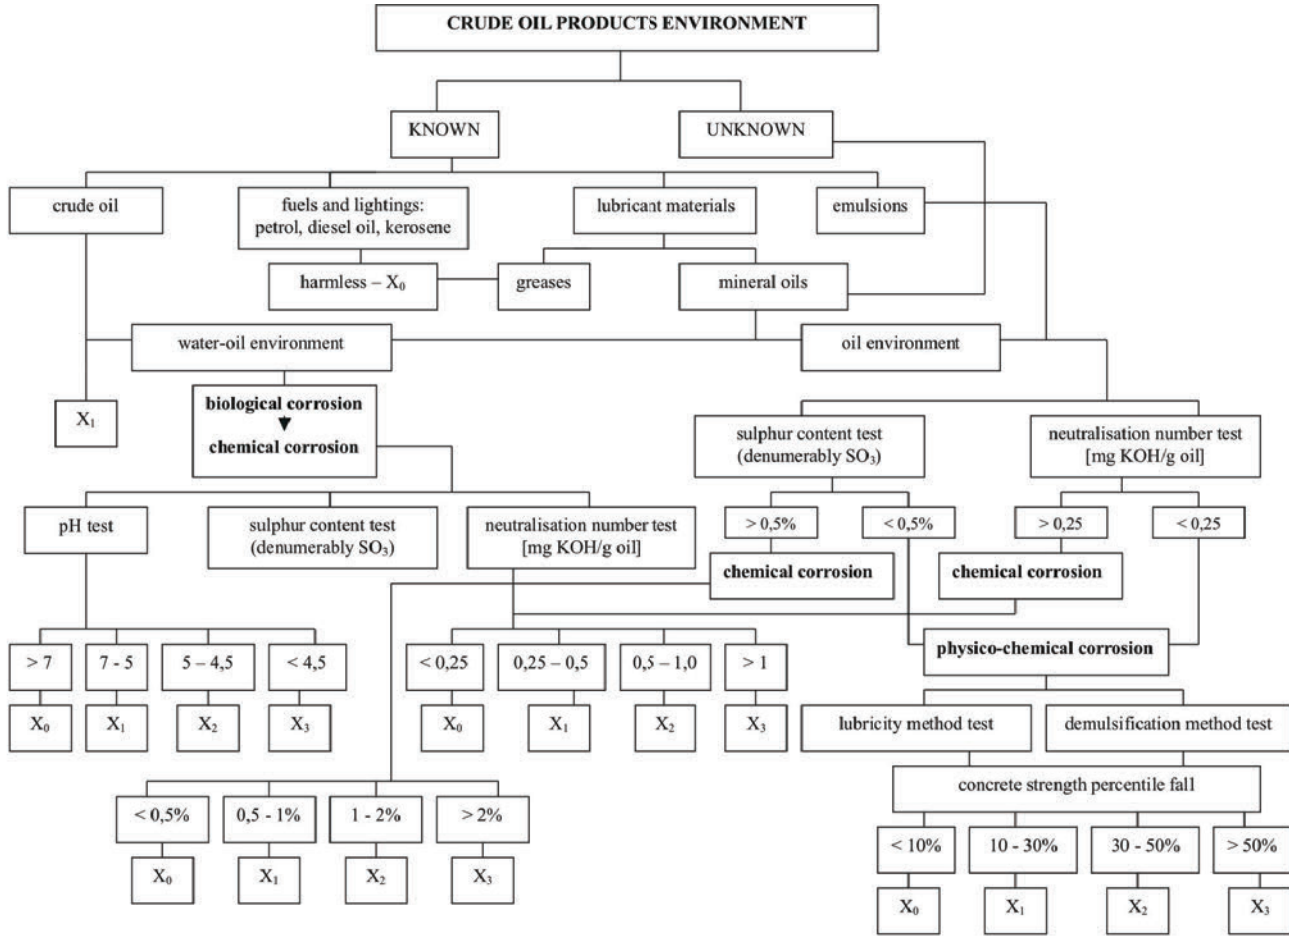 CRUDE OIL PRODUCTS ENVIRONMENT
KNOWN
UNKNOWN
crude oil
fuels and lightings:
petrol, diesel oil, kerosene
lubricant materials
emulsions
harmless – X₀
greases
mineral oils
water-oil environment
oil environment
X₁
biological corrosion
chemical corrosion
sulphur content test
(denumerably SO₃)
neutralisation number test
[mg KOH/g oil]
pH test
sulphur content test
(denumerably SO₃)
neutralisation number test
[mg KOH/g oil]
> 0,5%
< 0,5%
> 0,25
< 0,25
chemical corrosion
chemical corrosion
> 7
7 - 5
5 – 4,5
< 4,5
< 0,25
0,25 – 0,5
0,5 – 1,0
> 1
physico-chemical corrosion
X₀
X₁
X₂
X₃
X₀
X₁
X₂
X₃
lubricity method test
demulsification method test
concrete strength percentile fall
< 0,5%
0,5 - 1%
1 - 2%
> 2%
< 10%
10 - 30%
30 - 50%
> 50%
X₀
X₁
X₂
X₃
X₀
X₁
X₂
X₃